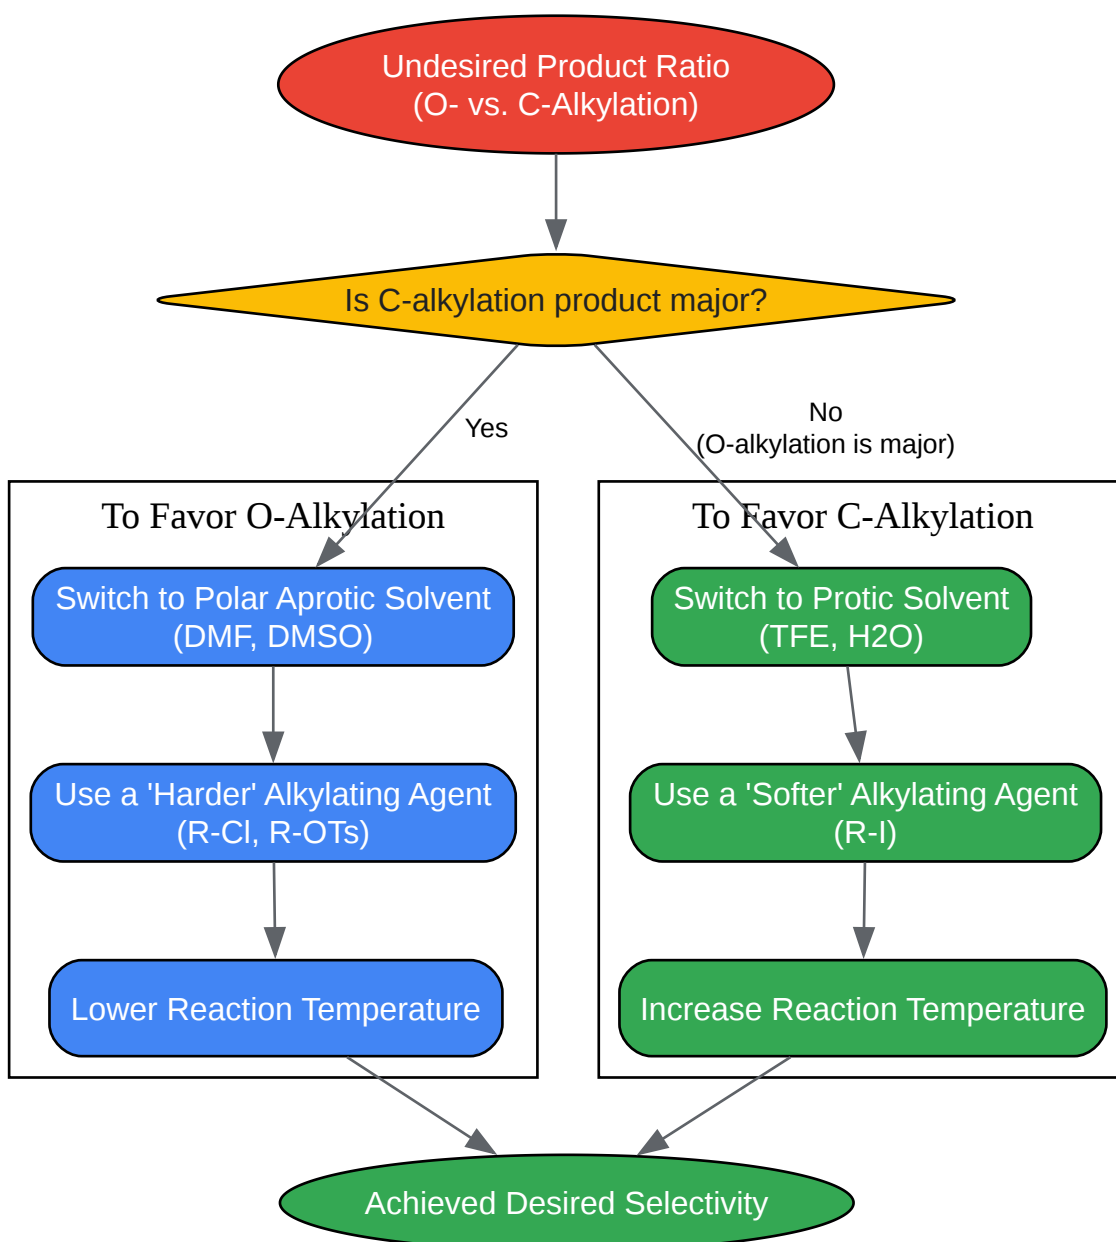 Undesired Product Ratio
(O- vs. C-Alkylation)
Is C-alkylation product major?
Yes
No
(O-alkylation is major)
To Favor O-Alkylation
Switch to Polar Aprotic Solvent
(DMF, DMSO)
Use a 'Harder' Alkylating Agent
(R-Cl, R-OTs)
Lower Reaction Temperature
To Favor C-Alkylation
Switch to Protic Solvent
(TFE, H2O)
Use a 'Softer' Alkylating Agent
(R-I)
Increase Reaction Temperature
Achieved Desired Selectivity